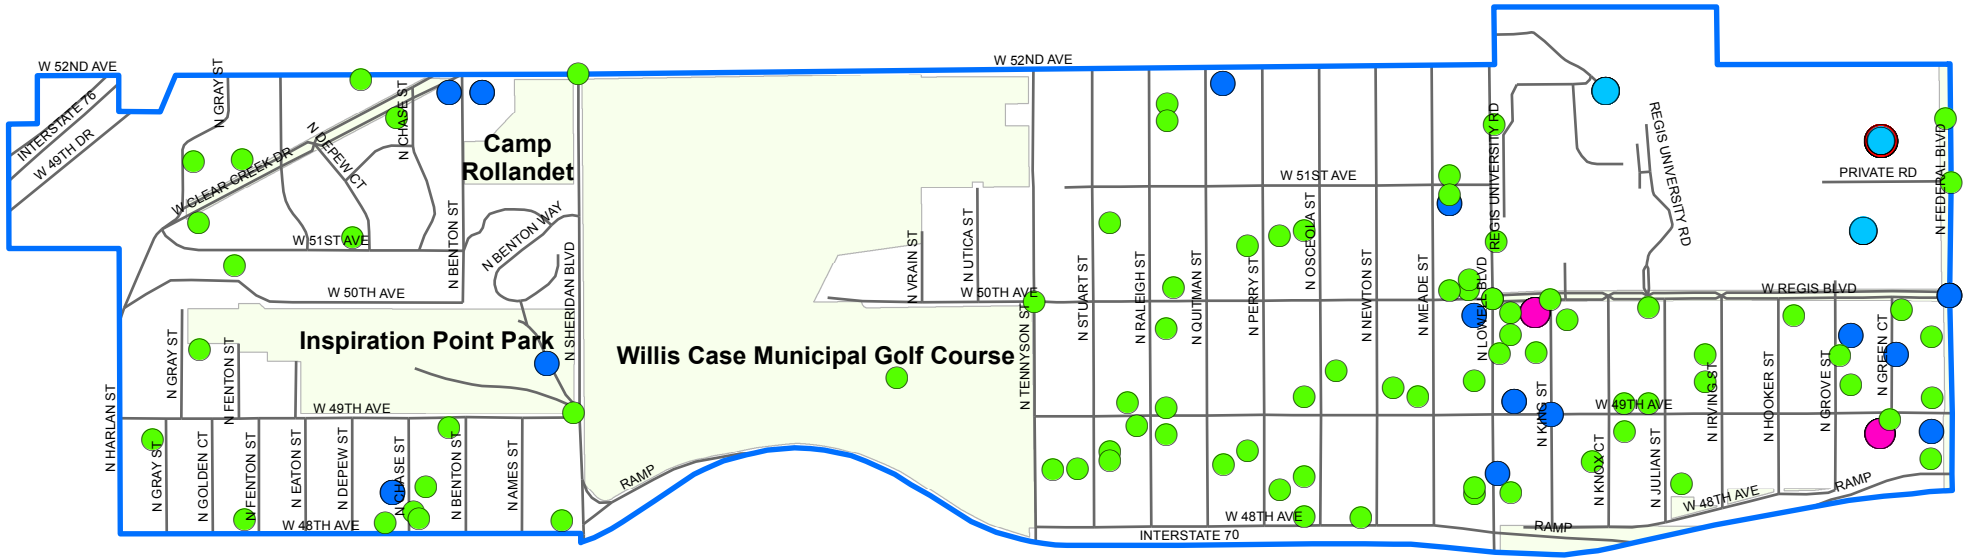 W 52ND AVE
W 52ND AVE
INTERSTATE 76
W 49TH DR
N GRAY ST
N DEPEW CT
N CHASE ST
W CLEAR CREEK DR
Camp
Rollandet
W 51ST AVE
N BENTON ST
N BENTON WAY
N SHERIDAN BLVD
W 50TH AVE
Inspiration Point Park
Willis Case Municipal Golf Course
N HARLAN ST
N GRAY ST
N FENTON ST
W 49TH AVE
N GRAY ST
N GOLDEN CT
N FENTON ST
N EATON ST
N DEPEW ST
N CHASE ST
N BENTON ST
N AMES ST
W 48TH AVE
RAMP
N VRAIN ST
N UTICA ST
W 50TH AVE
N TENNYSON ST
N STUART ST
N RALEIGH ST
N QUITMAN ST
N PERRY ST
N OSCEOLA ST
N NEWTON ST
N MEADE ST
N LOWELL BLVD
W 51ST AVE
REGIS UNIVERSITY RD
REGIS UNIVERSITY RD
PRIVATE RD
N FEDERAL BLVD
W REGIS BLVD
N KING ST
N KNOX CT
N JULIAN ST
N IRVING ST
N HOOKER ST
N GROVE ST
N GREEN CT
W 49TH AVE
W 48TH AVE
W 48TH AVE
RAMP
RAMP
INTERSTATE 70